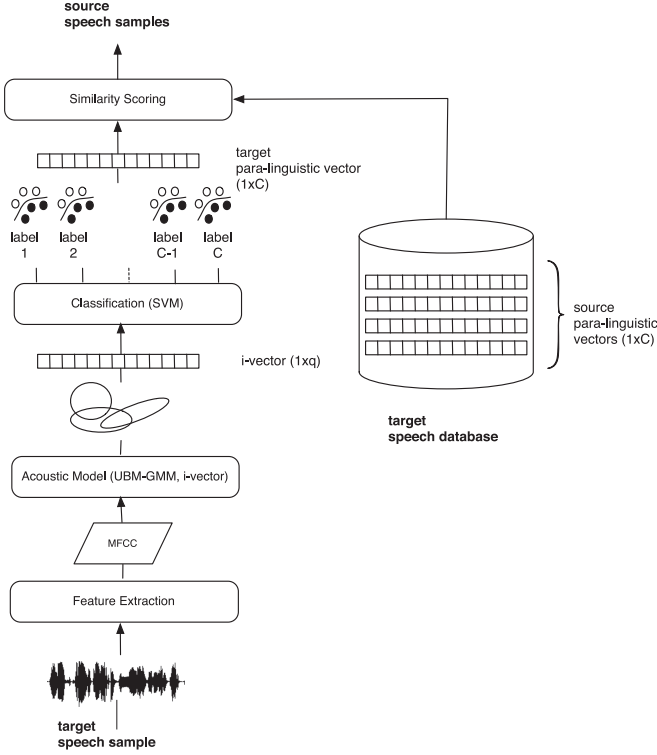 source
speech samples
Similarity Scoring
target
para-linguistic vector
(1xC)
label
1
label
2
label
C-1
label
C
Classification (SVM)
i-vector (1xq)
source
para-linguistic
vectors (1xC)
target
speech database
Acoustic Model (UBM-GMM, i-vector)
MFCC
Feature Extraction
target
speech sample